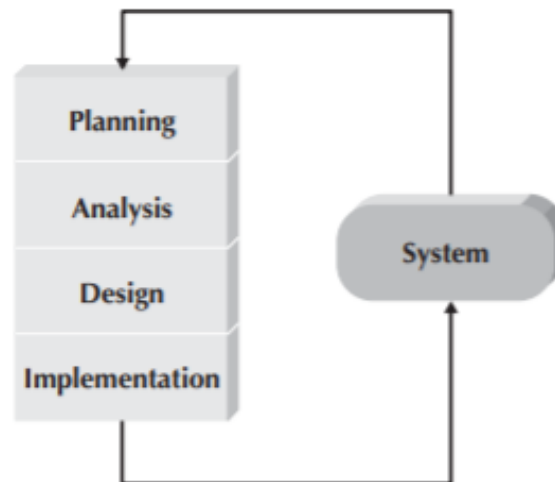 Planning
Analysis
Design
Implementation
System